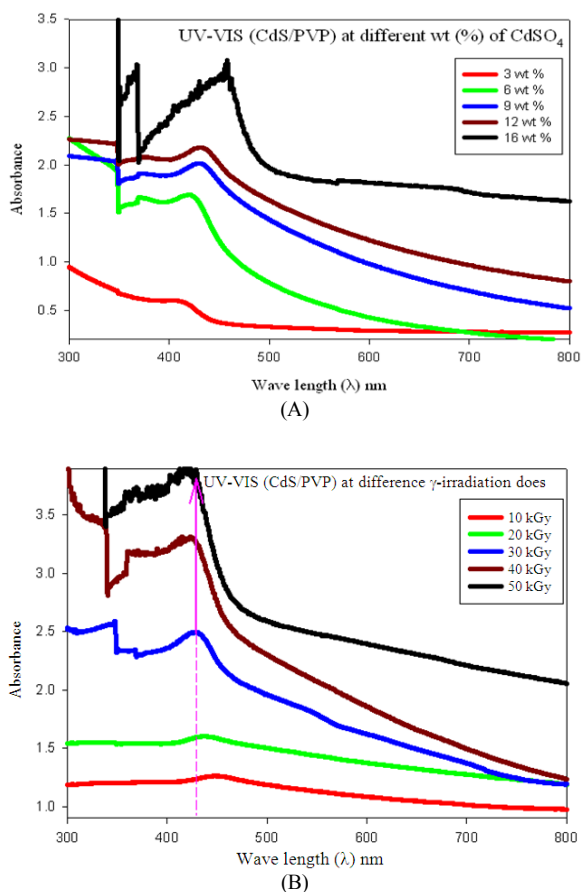 UV-VIS (CdS/PVP) at different wt (%) of CdSO4
3 wt %
6 wt %
9 wt %
12 wt %
16 wt %
3.5
3.0
2.5
2.0
1.5
1.0
0.5
Absorbance
300 400 500 600 700 800
Wave length (λ) nm
(A)
UV-VIS (CdS/PVP) at difference γ-irradiation does
10 kGy
20 kGy
30 kGy
40 kGy
50 kGy
3.5
3.0
2.5
2.0
1.5
1.0
Absorbance
300 400 500 600 700 800
Wave length (λ) nm
(B)